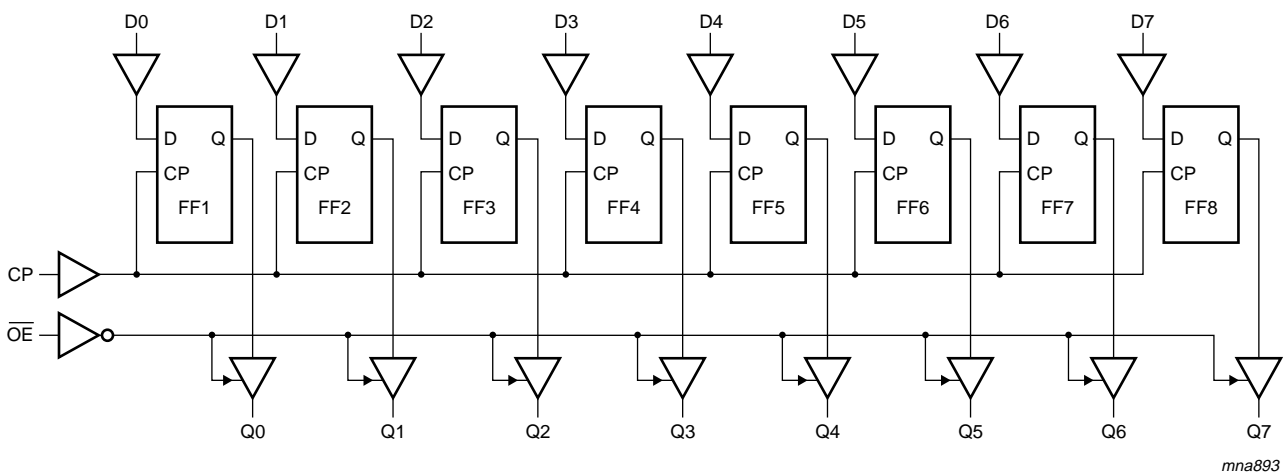 D0 D1 D2 D3 D4 D5 D6 D7
D Q D Q D Q D Q D Q D Q D Q D Q
CP CP CP CP CP CP CP CP
FF1 FF2 FF3 FF4 FF5 FF6 FF7 FF8
CP
O̅E̅
Q0 Q1 Q2 Q3 Q4 Q5 Q6 Q7
mna893